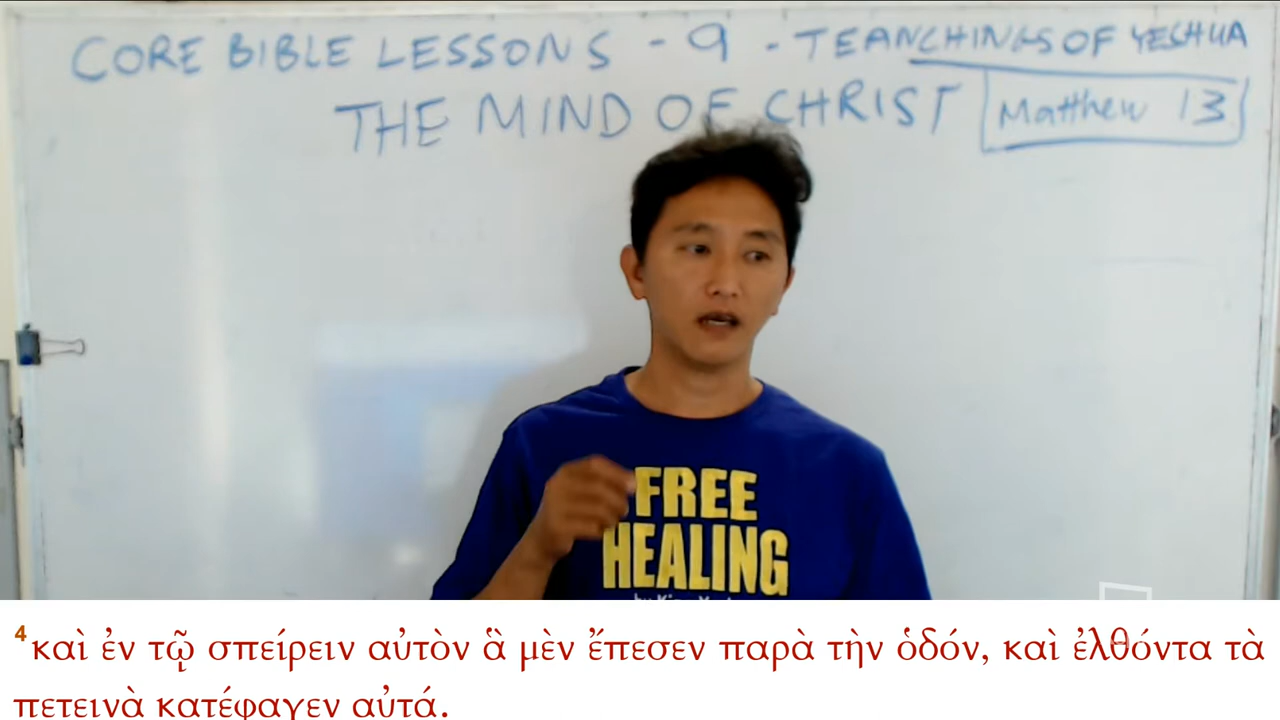 CORE BIBLE LESSONS - 9 - TEANCHINGS OF YESHUA
THE MIND OF CHRIST Matthew 13
FREE
HEALING
4 καὶ ἐν τῷ σπείρειν αὐτὸν ἃ μὲν ἔπεσεν παρὰ τὴν ὁδόν, καὶ ἐλθόντα τὰ
πετεινὰ κατέφαγεν αὐτά.